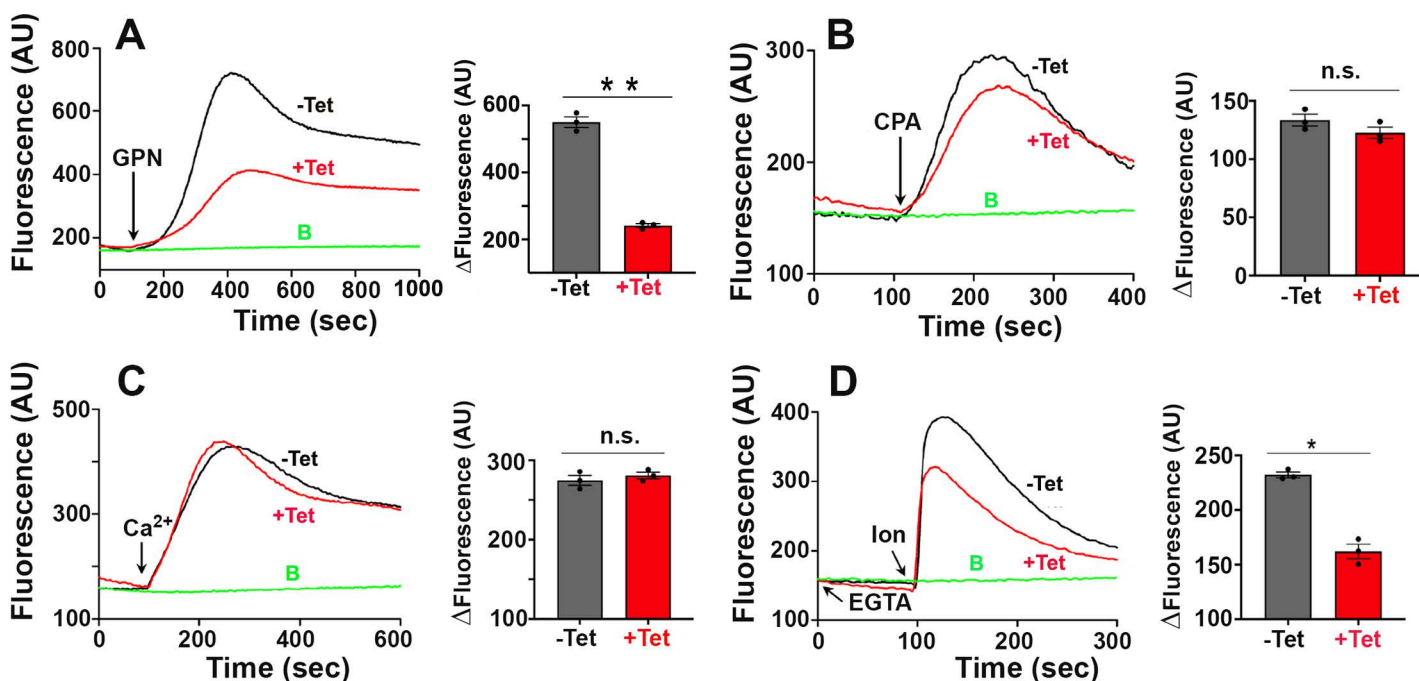 A
Fluorescence (AU)
800
600
400
200
0
200
400
600
800
1000
Time (sec)
GPN
-Tet
+Tet
B
ΔFluorescence (AU)
600
400
200
* *
-Tet
+Tet
B
Fluorescence (AU)
300
200
100
0
100
200
300
400
Time (sec)
CPA
-Tet
+Tet
B
ΔFluorescence (AU)
150
100
50
0
n.s.
-Tet
+Tet
C
Fluorescence (AU)
500
300
100
0
200
400
600
Time (sec)
Ca²⁺
-Tet
+Tet
B
ΔFluorescence (AU)
300
200
100
n.s.
-Tet
+Tet
D
Fluorescence (AU)
400
300
200
100
0
100
200
300
Time (sec)
EGTA
Ion
-Tet
+Tet
B
ΔFluorescence (AU)
250
200
150
100
*
-Tet
+Tet